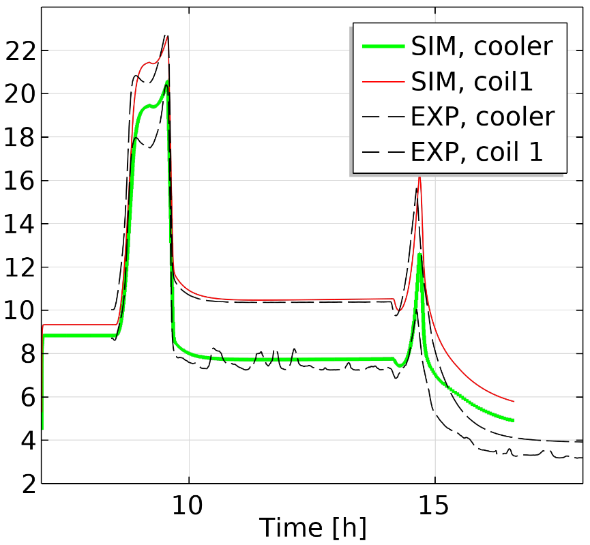 22
20
18
16
14
12
10
8
6
4
2
SIM, cooler
SIM, coil1
EXP, cooler
EXP, coil 1
10 15
Time [h]